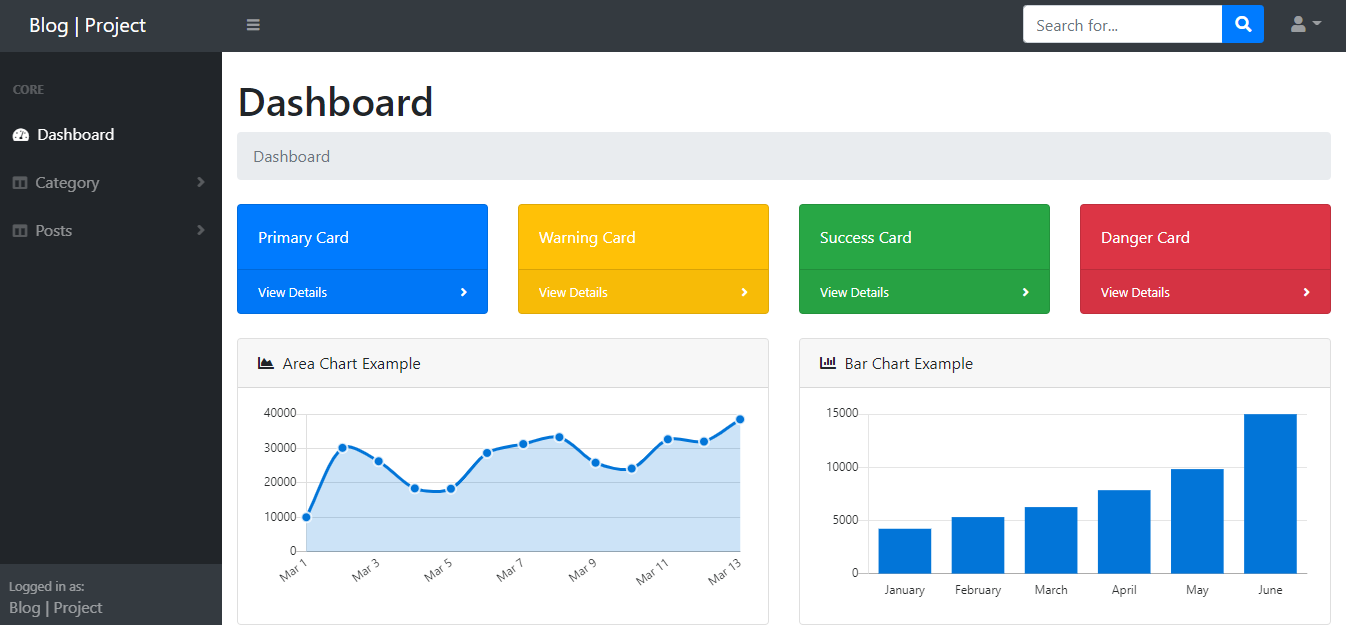 Blog | Project
Search for...
CORE
Dashboard
Category
Posts
Logged in as:
Blog | Project
Dashboard
Dashboard
Primary Card
View Details
Warning Card
View Details
Success Card
View Details
Danger Card
View Details
Area Chart Example
40000
30000
20000
10000
0
Mar 1
Mar 3
Mar 5
Mar 7
Mar 9
Mar 11
Mar 13
Bar Chart Example
15000
10000
5000
0
January
February
March
April
May
June